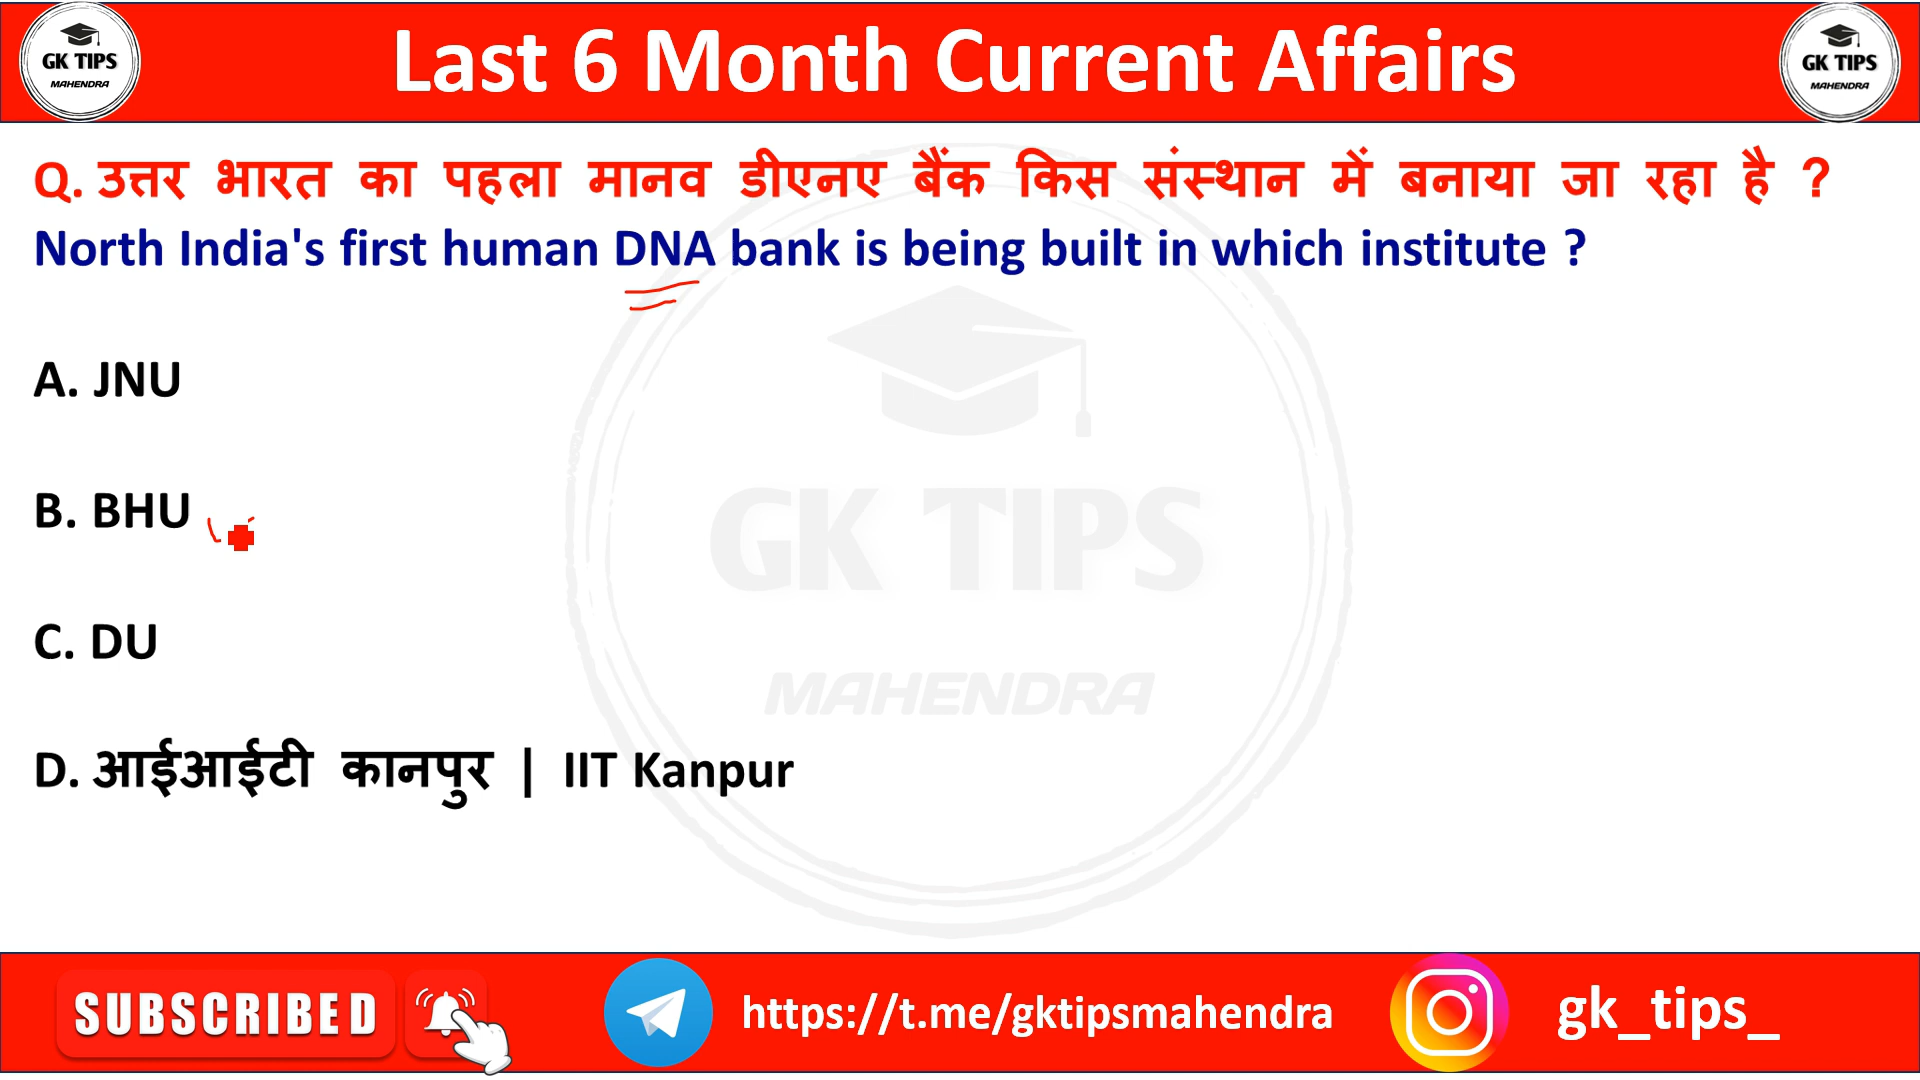 GK TIPS
MAHENDRA
Last 6 Month Current Affairs
GK TIPS
MAHENDRA
Q. उत्तर भारत का पहला मानव डीएनए बैंक किस संस्थान में बनाया जा रहा है ?
North India's first human DNA bank is being built in which institute ?
A. JNU
B. BHU
C. DU
D. आईआईटी कानपुर | IIT Kanpur
GK TIPS
MAHENDRA
SUBSCRIBED
https://t.me/gktipsmahendra
gk_tips_